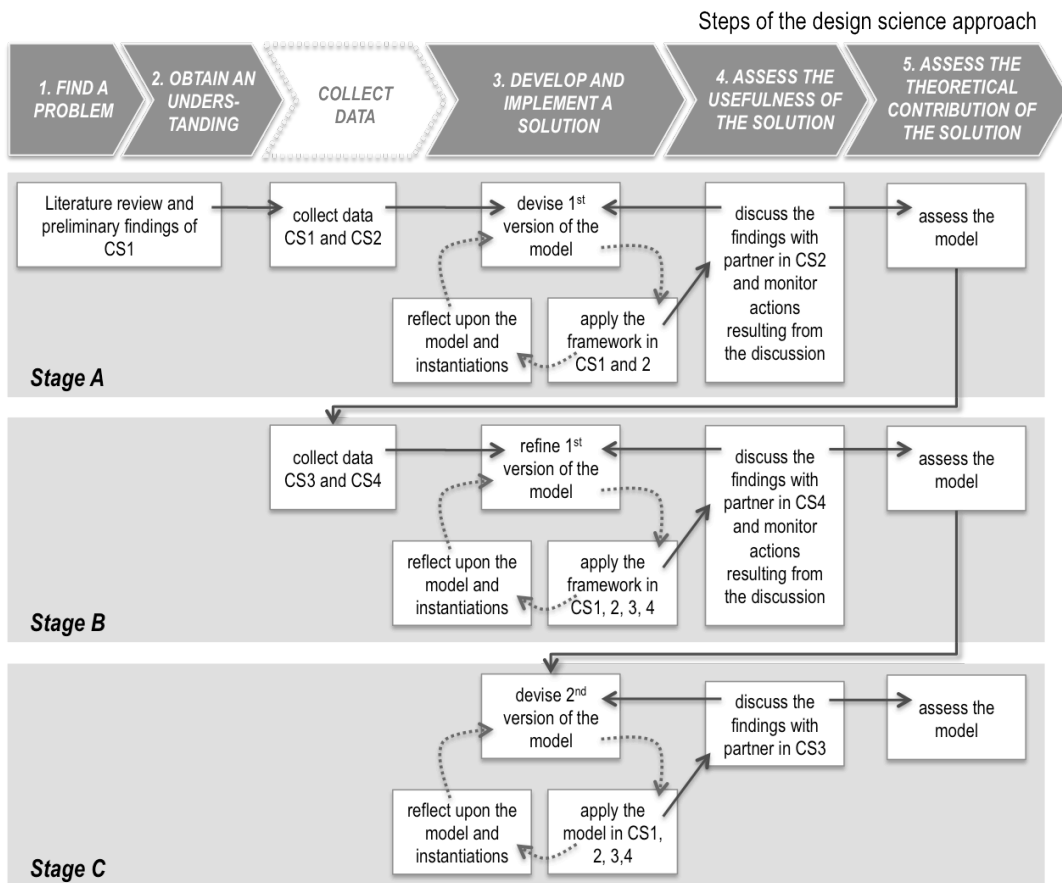 Steps of the design science approach
1. FIND A
PROBLEM
2. OBTAIN AN
UNDERS-
TANDING
COLLECT
DATA
3. DEVELOP AND
IMPLEMENT A
SOLUTION
4. ASSESS THE
USEFULNESS OF
THE SOLUTION
5. ASSESS THE
THEORETICAL
CONTRIBUTION OF
THE SOLUTION
Literature review and
preliminary findings of
CS1
collect data
CS1 and CS2
devise 1st
version of the
model
discuss the
findings with
partner in CS2
and monitor
actions
resulting from
the discussion
assess the
model
reflect upon the
model and
instantiations
apply the
framework in
CS1 and 2
Stage A
collect data
CS3 and CS4
refine 1st
version of the
model
discuss the
findings with
partner in CS4
and monitor
actions
resulting from
the discussion
assess the
model
reflect upon the
model and
instantiations
apply the
framework in
CS1, 2, 3, 4
Stage B
devise 2nd
version of the
model
discuss the
findings with
partner in CS3
assess the
model
reflect upon the
model and
instantiations
apply the
model in CS1,
2, 3,4
Stage C